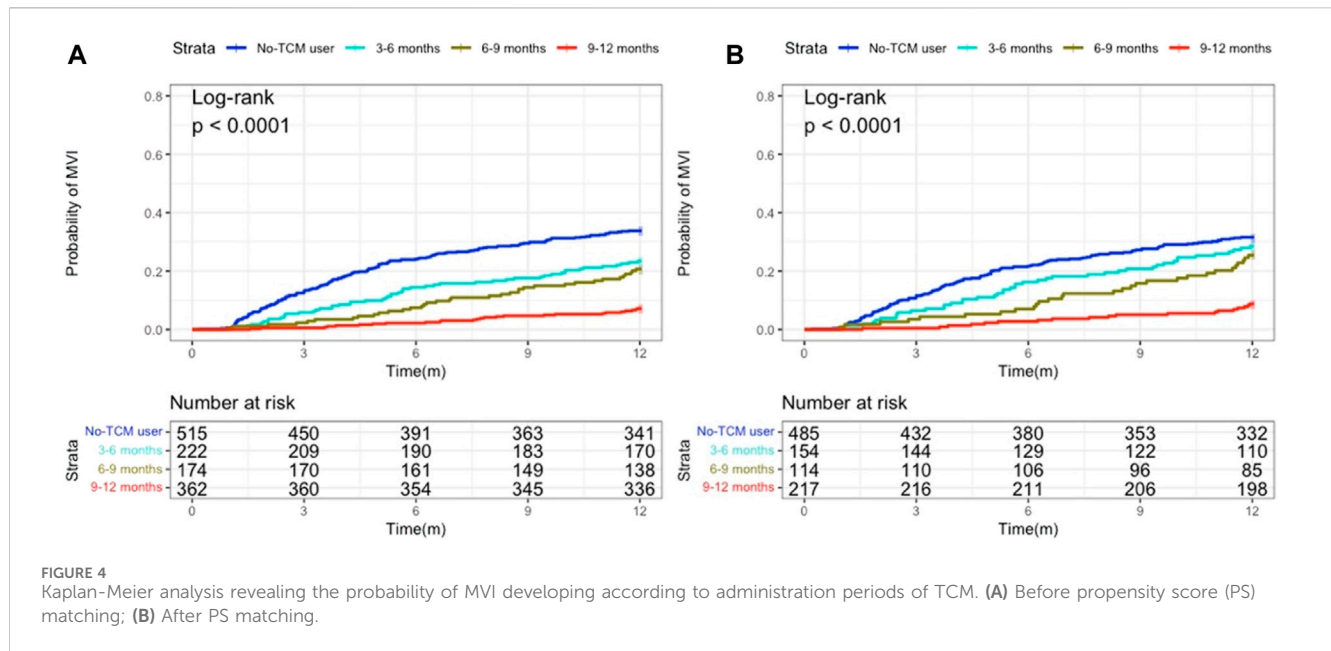 A
Strata No-TCM user 3-6 months 6-9 months 9-12 months
Log-rank
p < 0.0001
Probability of MVI
0.8
0.6
0.4
0.2
0.0
0 3 6 9 12
Time(m)
Number at risk
Strata
No-TCM user 515 450 391 363 341
3-6 months 222 209 190 183 170
6-9 months 174 170 161 149 138
9-12 months 362 360 354 345 336
0 3 6 9 12
Time(m)
B
Strata No-TCM user 3-6 months 6-9 months 9-12 months
Log-rank
p < 0.0001
Probability of MVI
0.8
0.6
0.4
0.2
0.0
0 3 6 9 12
Time(m)
Number at risk
Strata
No-TCM user 485 432 380 353 332
3-6 months 154 144 129 122 110
6-9 months 114 110 106 96 85
9-12 months 217 216 211 206 198
0 3 6 9 12
Time(m)
FIGURE 4
Kaplan-Meier analysis revealing the probability of MVI developing according to administration periods of TCM. (A) Before propensity score (PS)
matching; (B) After PS matching.